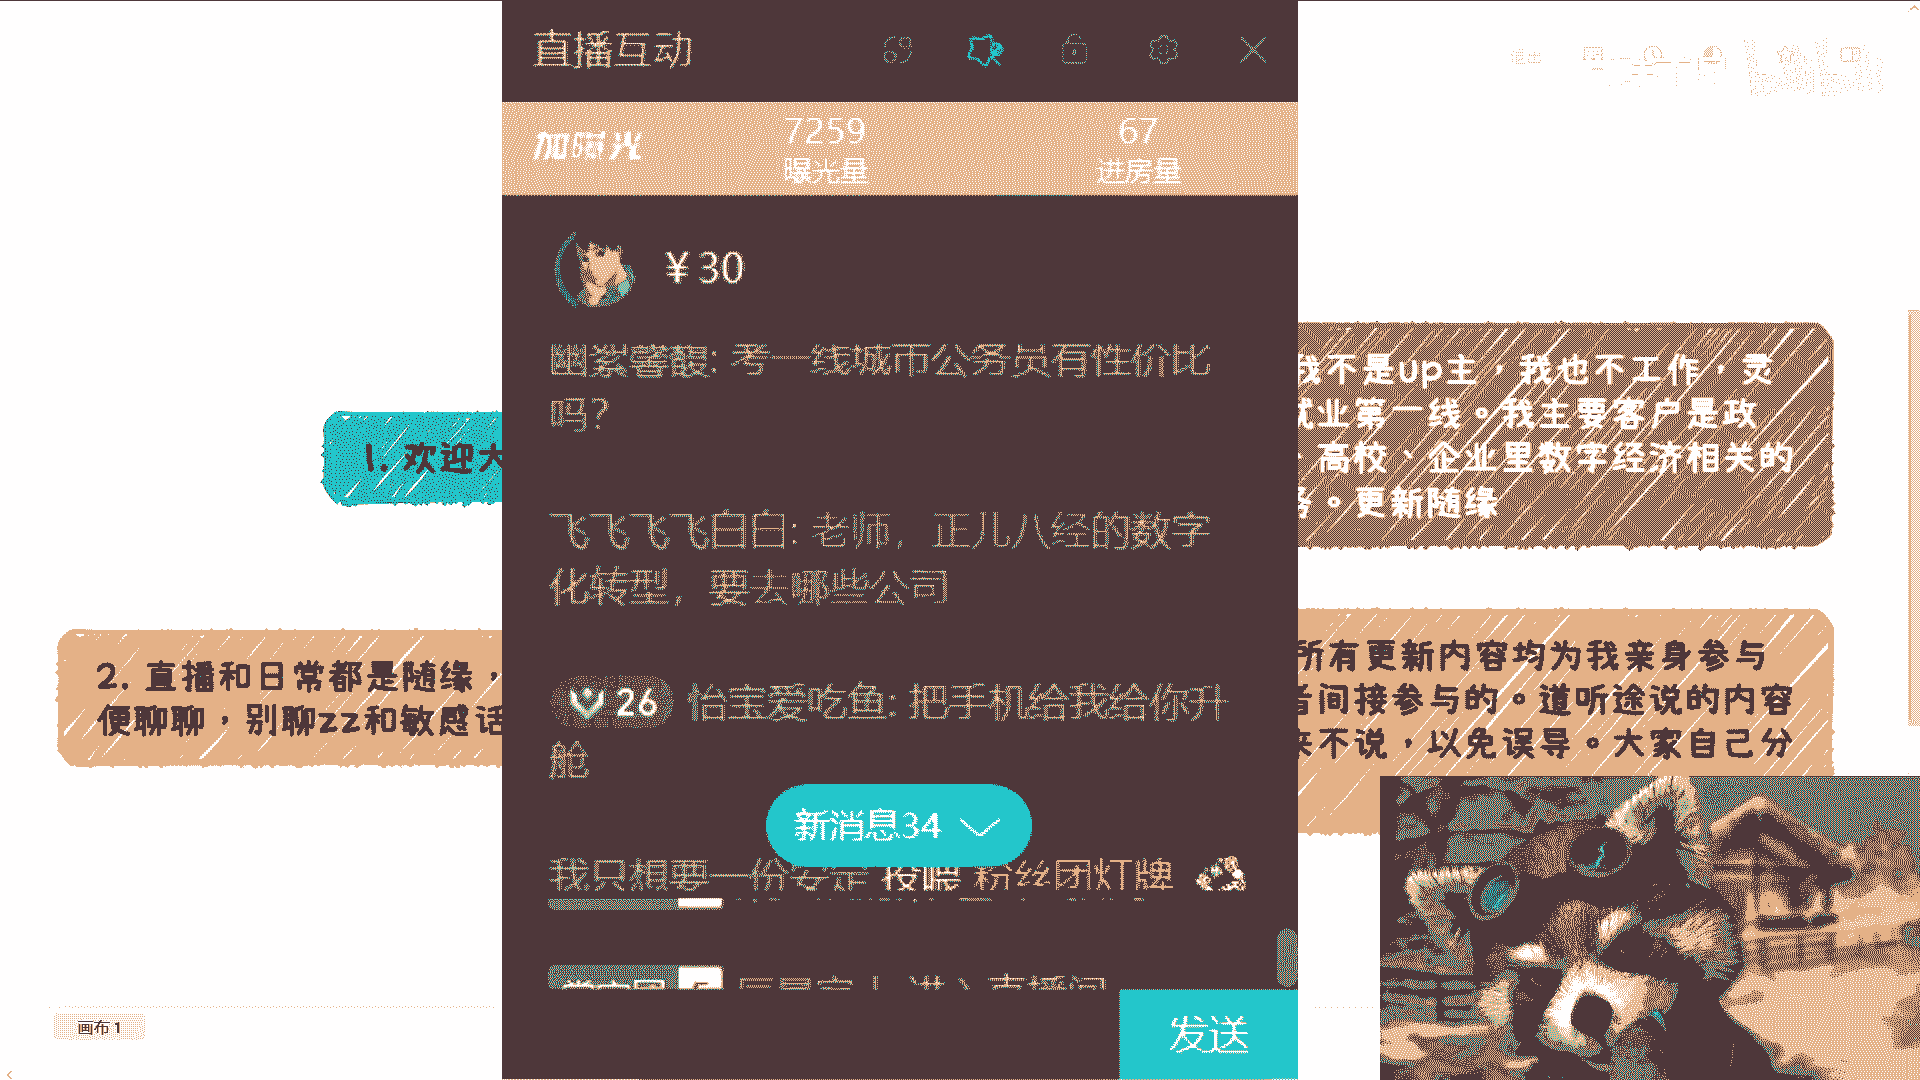 直播互动
加曝光
7259
曝光量
67
进房量
¥30
幽窓馨馥: 考一线城市公务员有性价比
吗?
飞飞飞飞白白: 老师，正儿八经的数字
化转型，要去哪些公司
26 怡宝爱吃鱼: 把手机给我给你升
舱
新消息34
我只想要一份安定 投喂 粉丝团灯牌
进入直播间
发送
1. 欢迎大
2. 直播和日常都是随缘，
便聊聊，别聊zz和敏感话
我不是up主，我也不工作，灵
就业第一线。我主要客户是政
、高校、企业里数字经济相关的
务。更新随缘
所有更新内容均为我亲身参与
者间接参与的。道听途说的内容
来不说，以免误导。大家自己分
画布 1